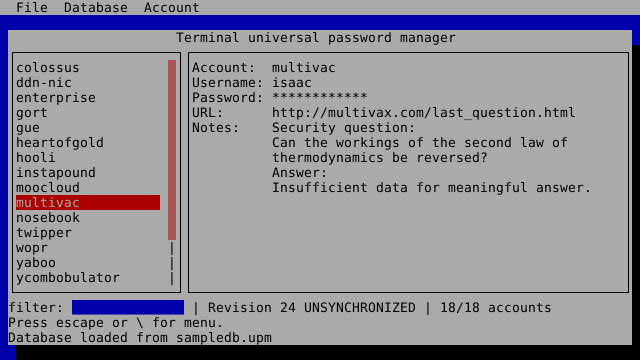 File  Database  Account
Terminal universal password manager
colossus
ddn-nic
enterprise
gort
gue
heartofgold
hooli
instapound
moocloud
multivac
nosebook
twipper
wopr
yaboo
ycombobulator
Account:  multivac
Username: isaac
Password: ************
URL:      http://multivax.com/last_question.html
Notes:    Security question:
Can the workings of the second law of
thermodynamics be reversed?
Answer:
Insufficient data for meaningful answer.
filter:               | Revision 24 UNSYNCHRONIZED | 18/18 accounts
Press escape or \ for menu.
Database loaded from sampledb.upm